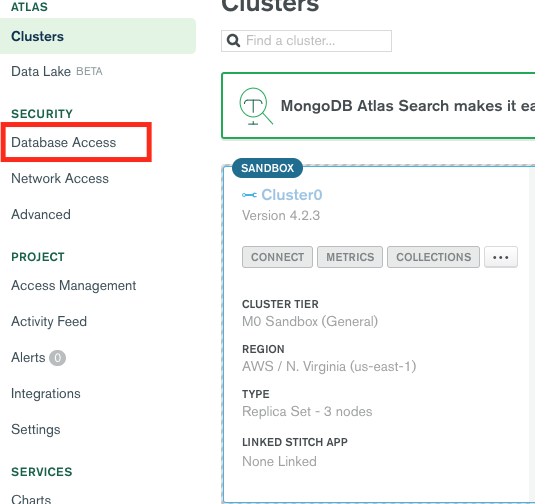 ATLAS
Clusters
Data Lake BETA
SECURITY
Database Access
Network Access
Advanced
PROJECT
Access Management
Activity Feed
Alerts 0
Integrations
Settings
SERVICES
Charts
Clusters
Find a cluster...
MongoDB Atlas Search makes it ea
SANDBOX
Cluster0
Version 4.2.3
CONNECT METRICS COLLECTIONS ...
CLUSTER TIER
M0 Sandbox (General)
REGION
AWS / N. Virginia (us-east-1)
TYPE
Replica Set - 3 nodes
LINKED STITCH APP
None Linked